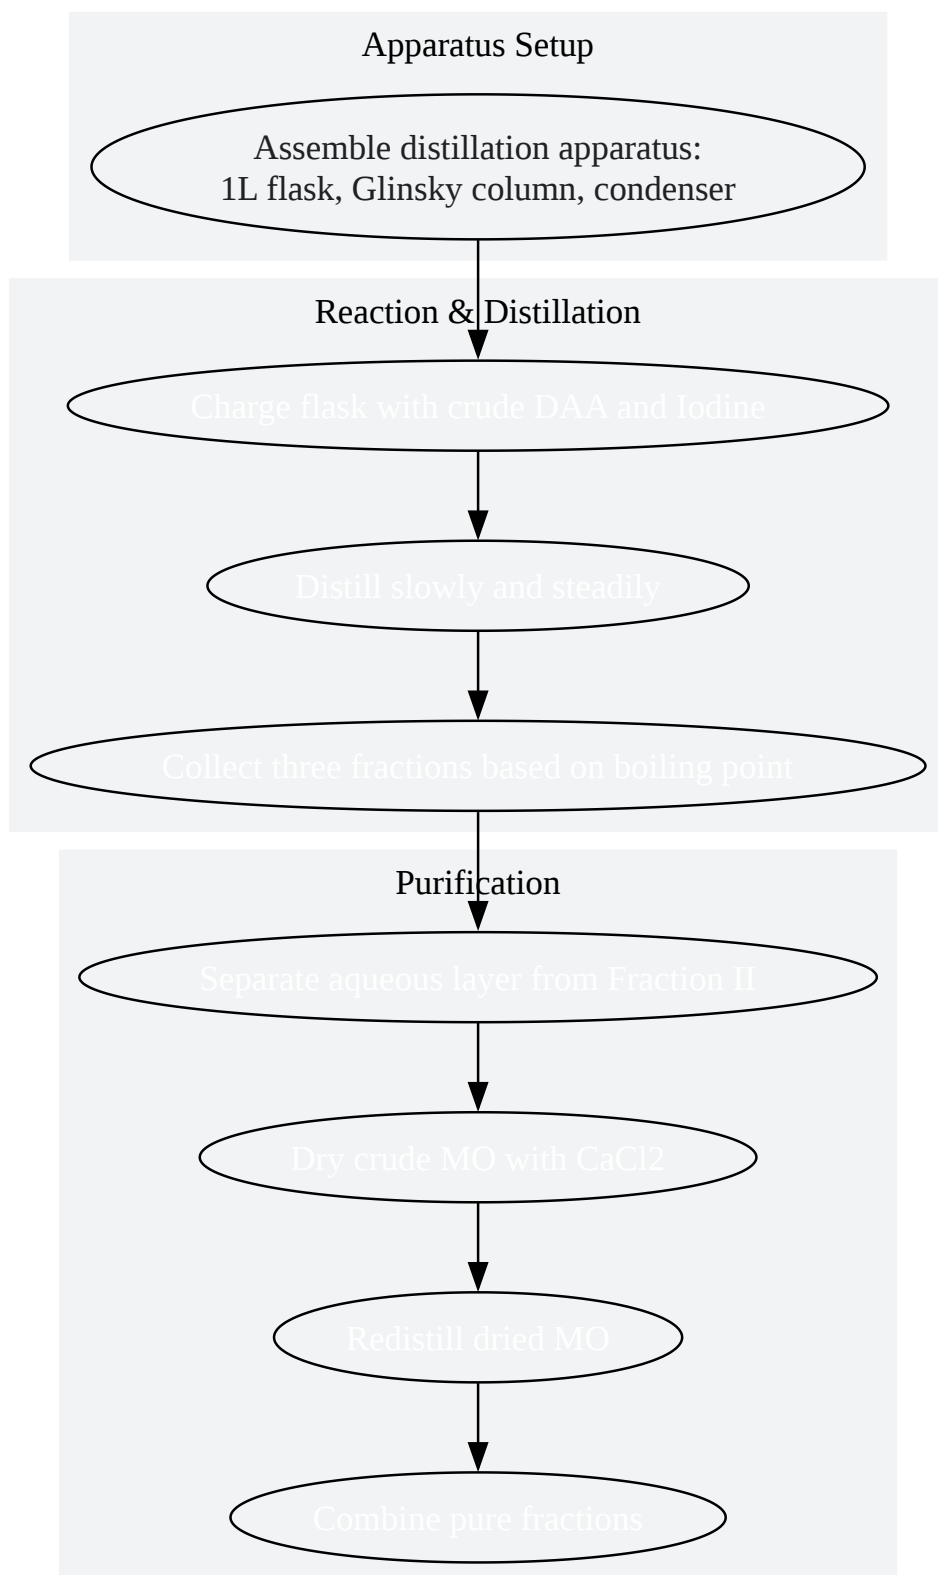 Apparatus Setup
Assemble distillation apparatus:
1L flask, Glinsky column, condenser
Reaction & Distillation
Charge flask with crude DAA and Iodine
Distill slowly and steadily
Collect three fractions based on boiling point
Purification
Separate aqueous layer from Fraction II
Dry crude MO with CaCl2
Redistill dried MO
Combine pure fractions